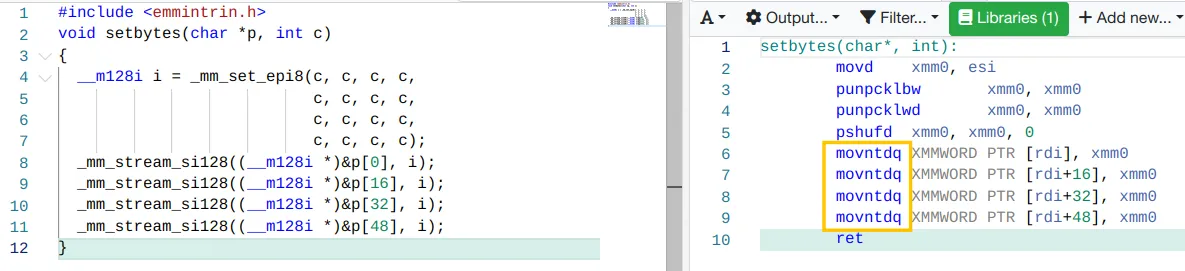 1 #include <emmintrin.h>
2 void setbytes(char *p, int c)
3 {
4 __m128i i = _mm_set_epi8(c, c, c, c,
5 c, c, c, c,
6 c, c, c, c,
7 c, c, c, c);
8 _mm_stream_si128((__m128i *)&p[0], i);
9 _mm_stream_si128((__m128i *)&p[16], i);
10 _mm_stream_si128((__m128i *)&p[32], i);
11 _mm_stream_si128((__m128i *)&p[48], i);
12 }
A Output... Filter... Libraries (1) + Add new...
1 setbytes(char*, int):
2 movd xmm0, esi
3 punpcklbw xmm0, xmm0
4 punpcklwd xmm0, xmm0
5 pshufd xmm0, xmm0, 0
6 movntdq XMMWORD PTR [rdi], xmm0
7 movntdq XMMWORD PTR [rdi+16], xmm0
8 movntdq XMMWORD PTR [rdi+32], xmm0
9 movntdq XMMWORD PTR [rdi+48], xmm0
10 ret